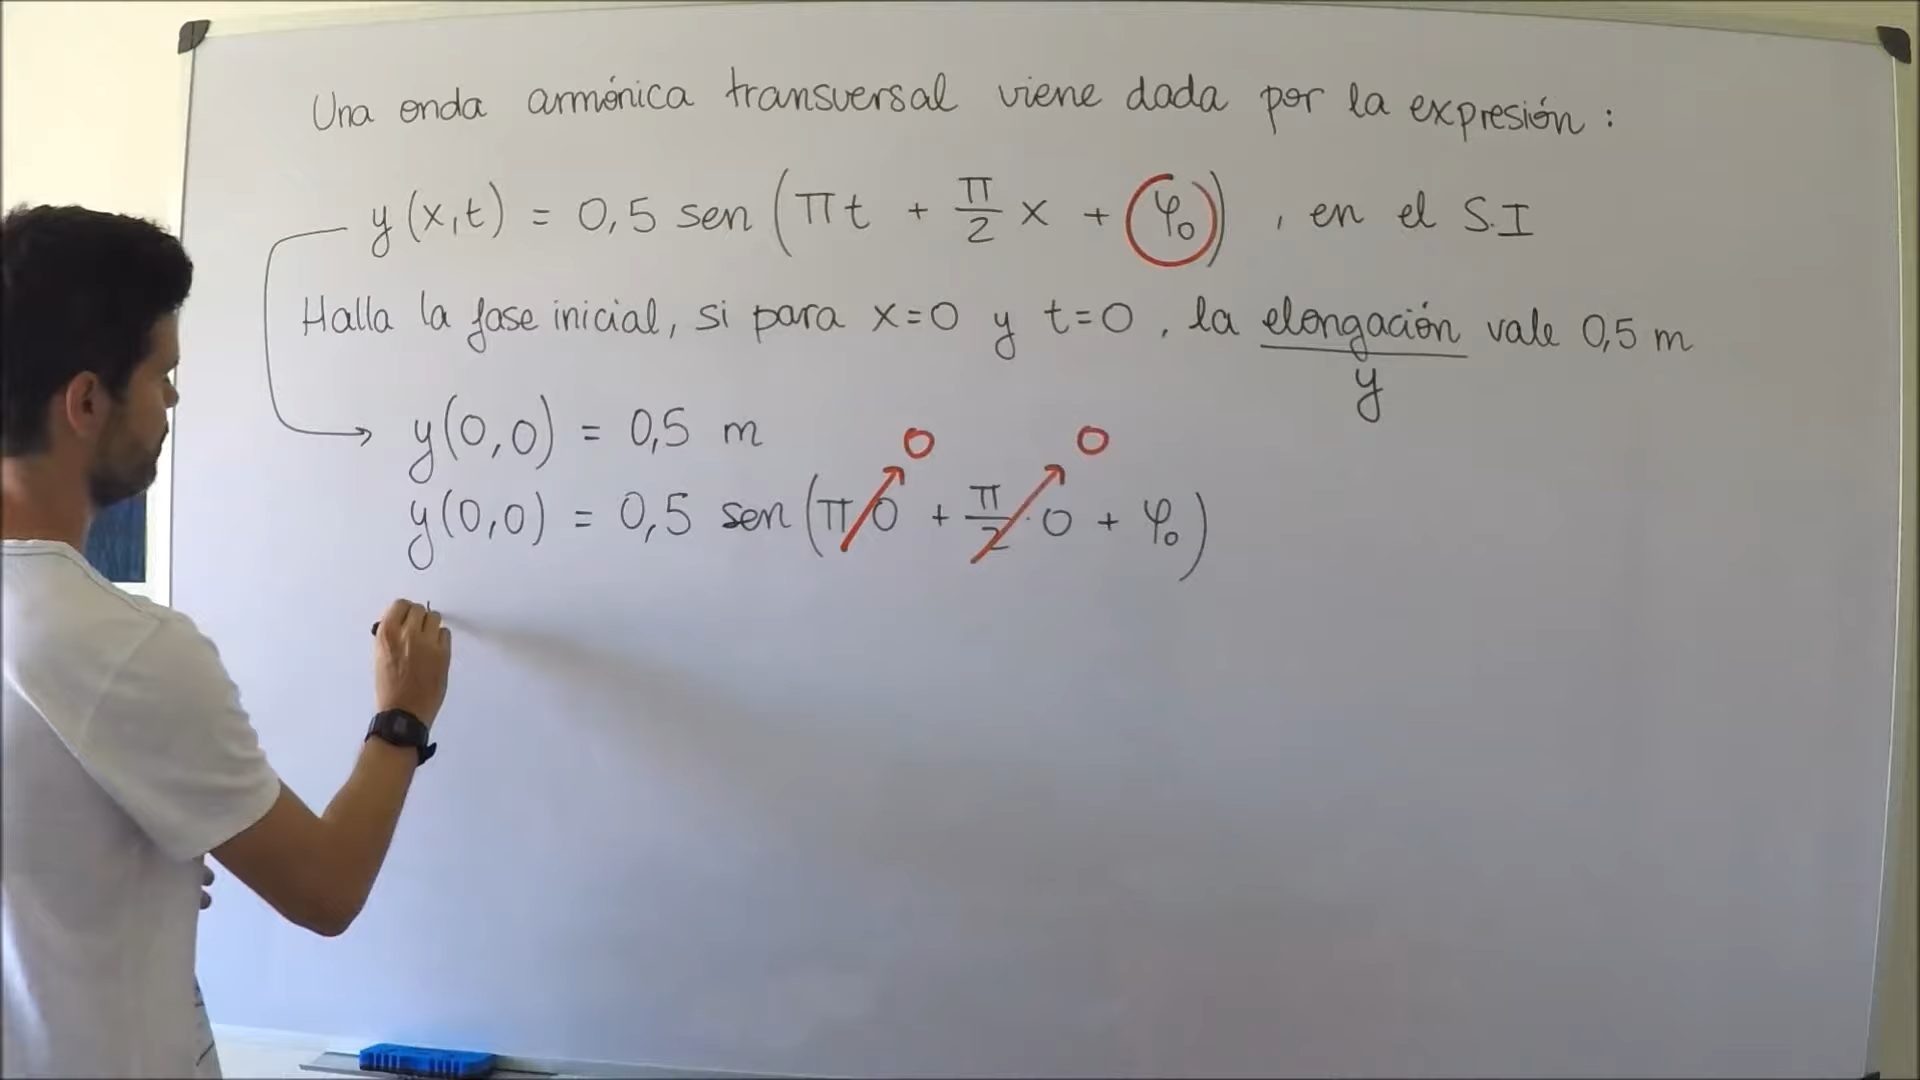 Una onda armónica transversal viene dada por la expresión :
y (x,t) = 0,5 sen (πt + π/2 x + φ₀) , en el S.I
Halla la fase inicial, si para x=0 y t=0 , la elongación vale 0,5 m
y
y(0,0) = 0,5 m
0 0
y(0,0) = 0,5 sen (π·0 + π/2 · 0 + φ₀)